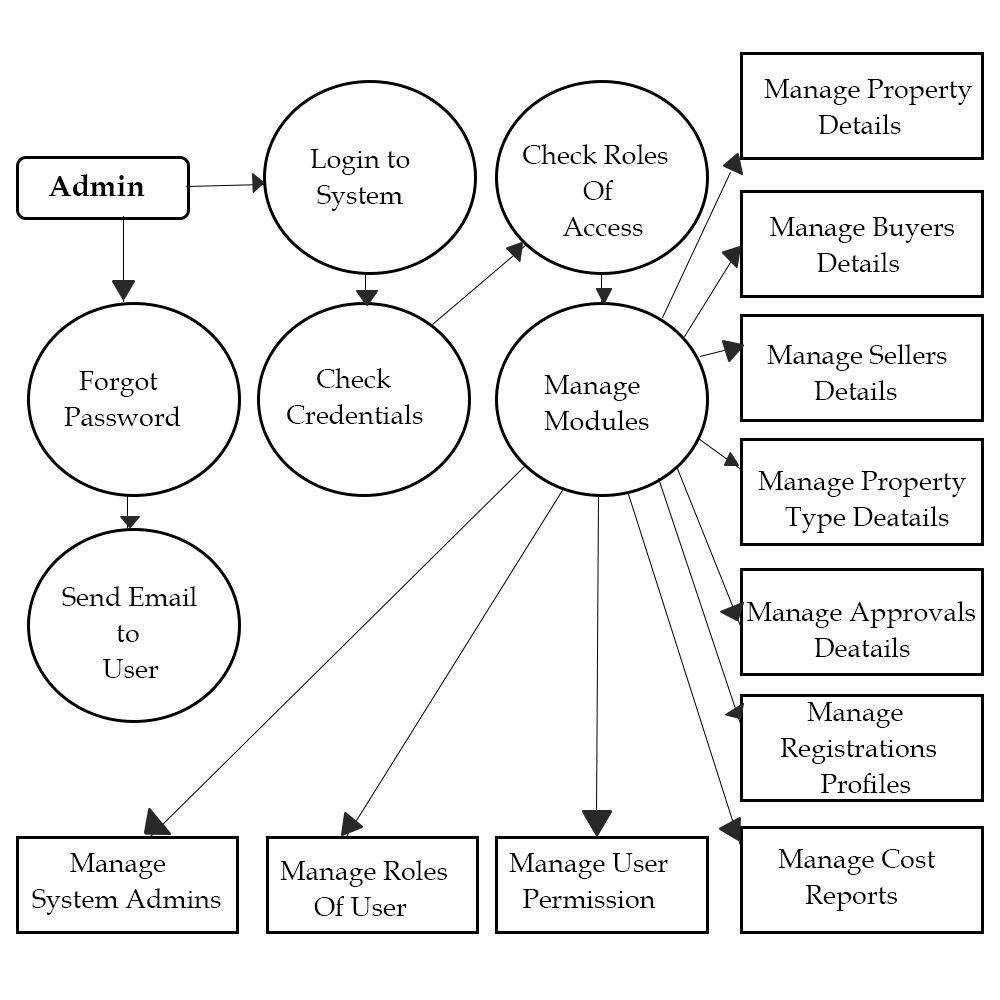 Admin
Login to
System
Check Roles
Of
Access
Manage Property
Details
Manage Buyers
Details
Manage Sellers
Details
Forgot
Password
Check
Credentials
Manage
Modules
Manage Property
Type Deatails
Send Email
to
User
Manage Approvals
Deatails
Manage
Registrations
Profiles
Manage
System Admins
Manage Roles
Of User
Manage User
Permission
Manage Cost
Reports